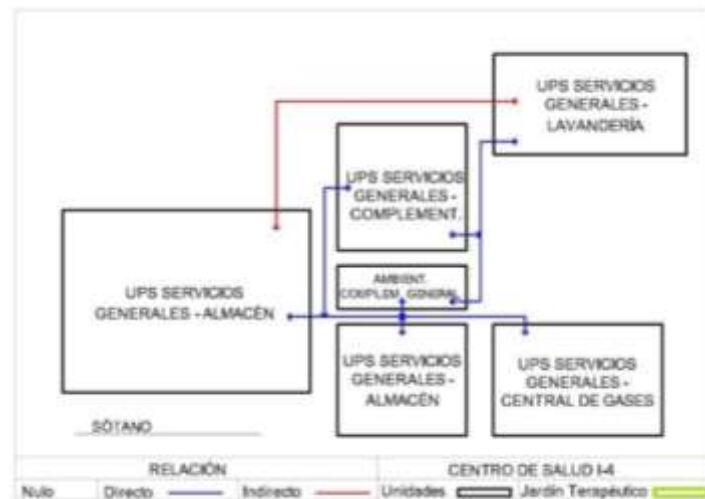 UPS SERVICIOS
GENERALES -
LAVANDERÍA
UPS SERVICIOS
GENERALES -
COMPLEMENT.
AMBIENT.
COMPLEM. GENERAL
UPS SERVICIOS
GENERALES - ALMACÉN
UPS SERVICIOS
GENERALES -
ALMACÉN
UPS SERVICIOS
GENERALES -
CENTRAL DE GASES
SÓTANO
RELACIÓN
CENTRO DE SALUD I-4
Nulo Directo Indirecto Unidades Jardín Terapéutico